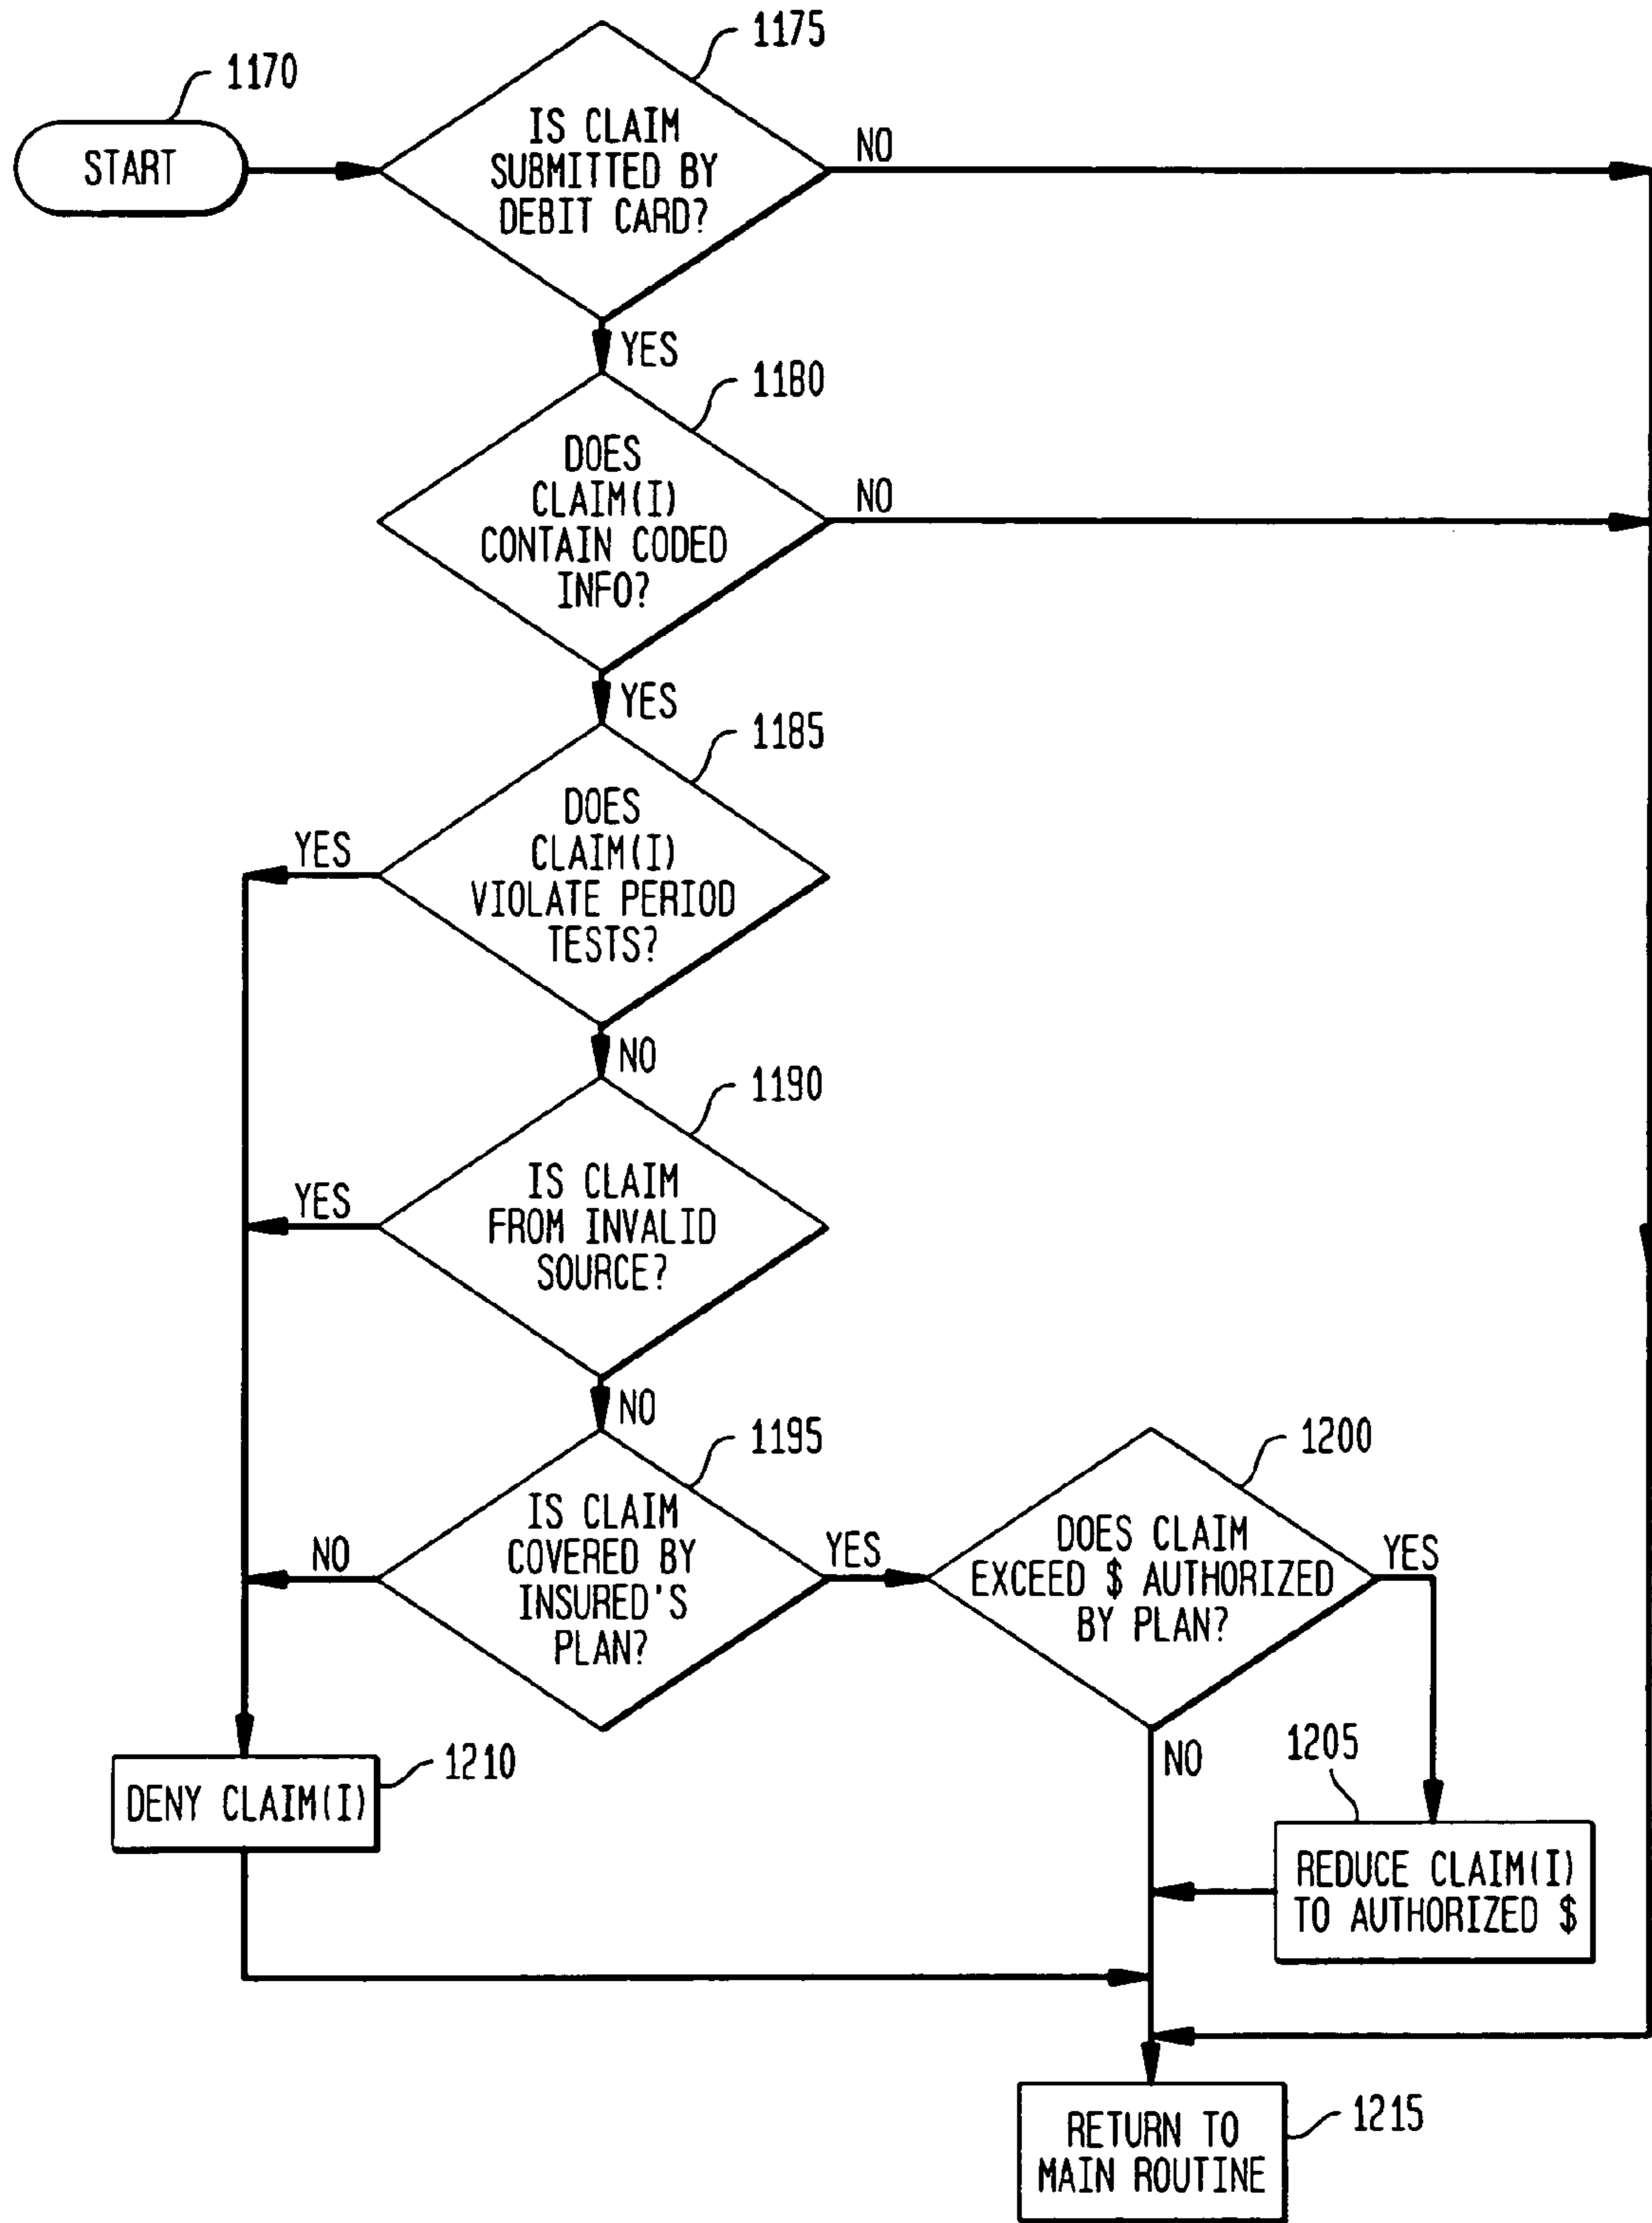 1175
1170
START
IS CLAIM
SUBMITTED BY
DEBIT CARD?
NO
YES
1180
DOES
CLAIM(I)
CONTAIN CODED
INFO?
NO
YES
1185
DOES
CLAIM(I)
VIOLATE PERIOD
TESTS?
YES
NO
1190
IS CLAIM
FROM INVALID
SOURCE?
YES
NO
1195
IS CLAIM
COVERED BY
INSURED'S
PLAN?
NO
YES
1200
DOES CLAIM
EXCEED $ AUTHORIZED
BY PLAN?
YES
NO
1205
REDUCE CLAIM(I)
TO AUTHORIZED $
1210
DENY CLAIM(I)
RETURN TO
MAIN ROUTINE
1215